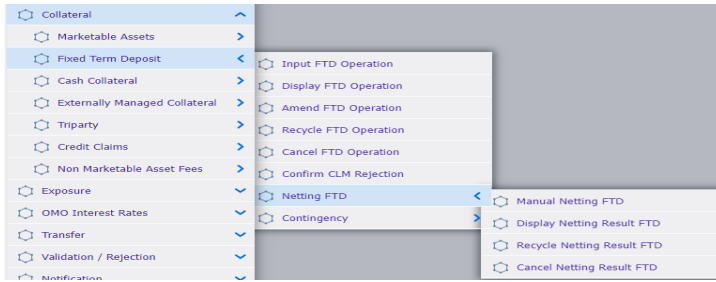 Collateral
Marketable Assets
Fixed Term Deposit
Cash Collateral
Externally Managed Collateral
Triparty
Credit Claims
Non Marketable Asset Fees
Exposure
OMO Interest Rates
Transfer
Validation / Rejection
Notification
Input FTD Operation
Display FTD Operation
Amend FTD Operation
Recycle FTD Operation
Cancel FTD Operation
Confirm CLM Rejection
Netting FTD
Contingency
Manual Netting FTD
Display Netting Result FTD
Recycle Netting Result FTD
Cancel Netting Result FTD